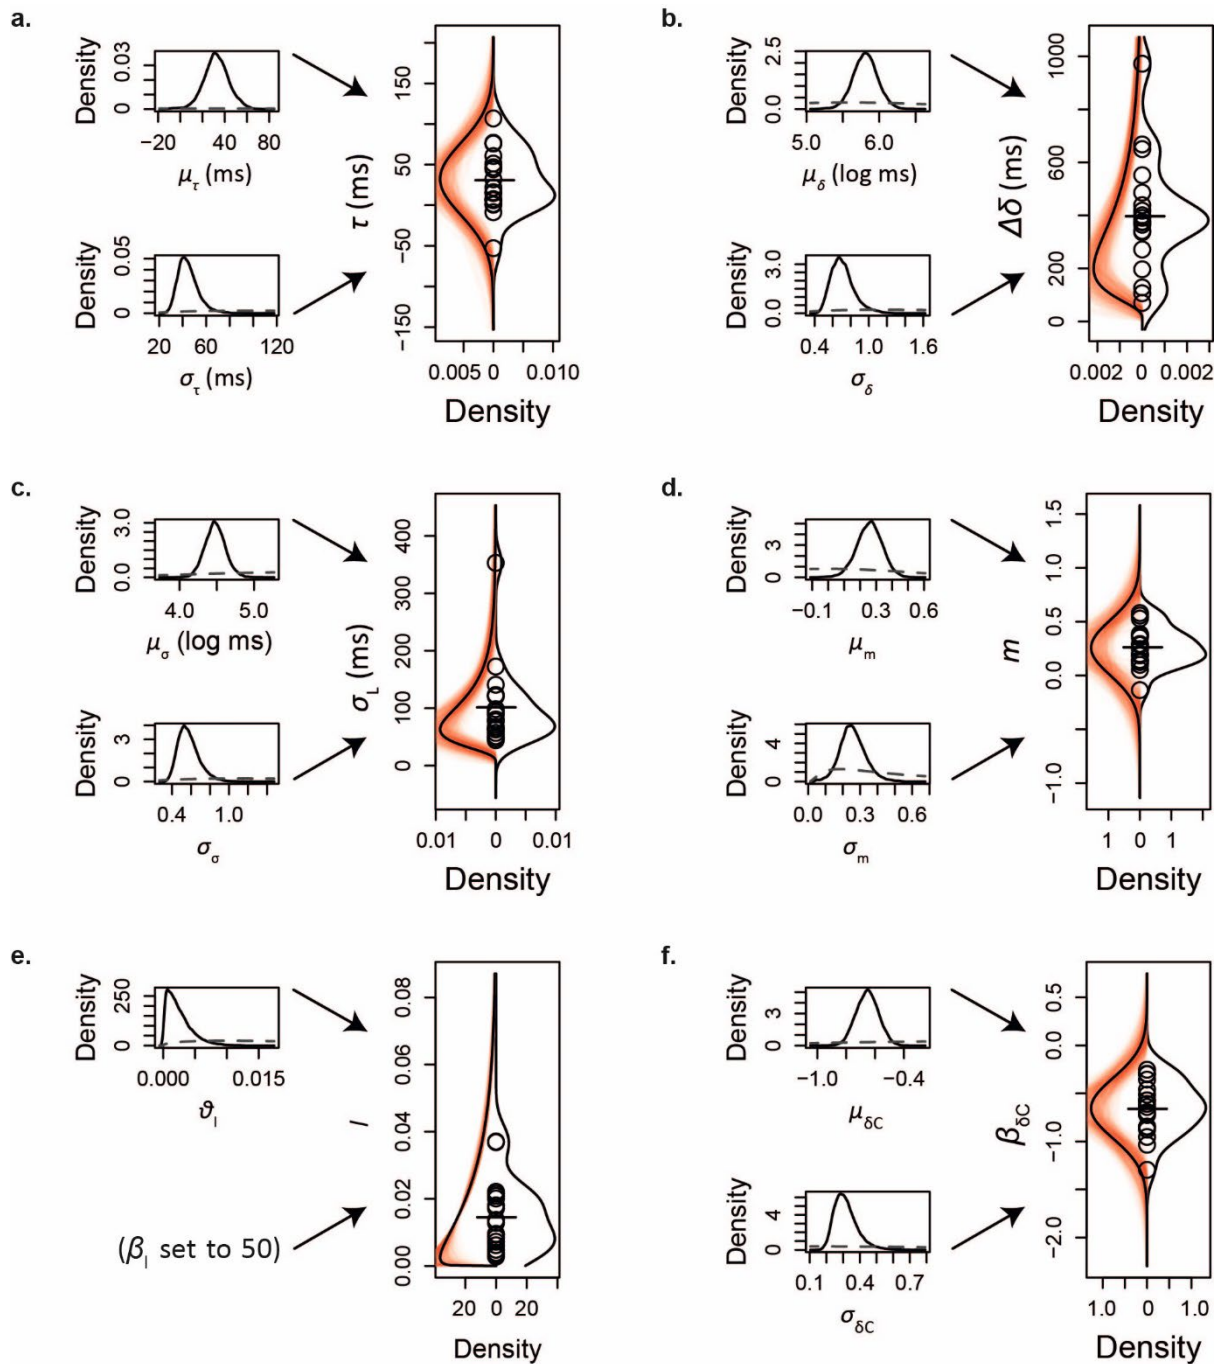 a.
Density
0.03
0
−20 40 80
μτ (ms)
Density
0.05
0
20 60 120
στ (ms)
τ (ms)
150
50
−50
−150
0.005 0 0.010
Density
b.
Density
2.5
0.0
5.0 6.0
μδ (log ms)
Density
3.0
0.0
0.4 1.0 1.6
σδ
Δδ (ms)
1000
600
200
0
0.002 0 0.002
Density
c.
Density
3.0
0.0
4.0 5.0
μσ (log ms)
Density
3
0
0.4 1.0
σσ
σL (ms)
400
300
200
100
0
0.01 0 0.01
Density
d.
Density
3
0
−0.1 0.3 0.6
μm
Density
4
0
0.0 0.3 0.6
σm
m
1.5
1.0
0.5
0.0
−1.0
1 0 1
Density
e.
Density
250
0
0.000 0.015
ϑl
(βl set to 50)
l
0.08
0.06
0.04
0.02
0.00
20 0 20
Density
f.
Density
3
0
−1.0 −0.4
μδC
Density
4
0
0.1 0.4 0.7
σδC
βδC
0.5
0.0
−1.0
−2.0
1.0 0 1.0
Density